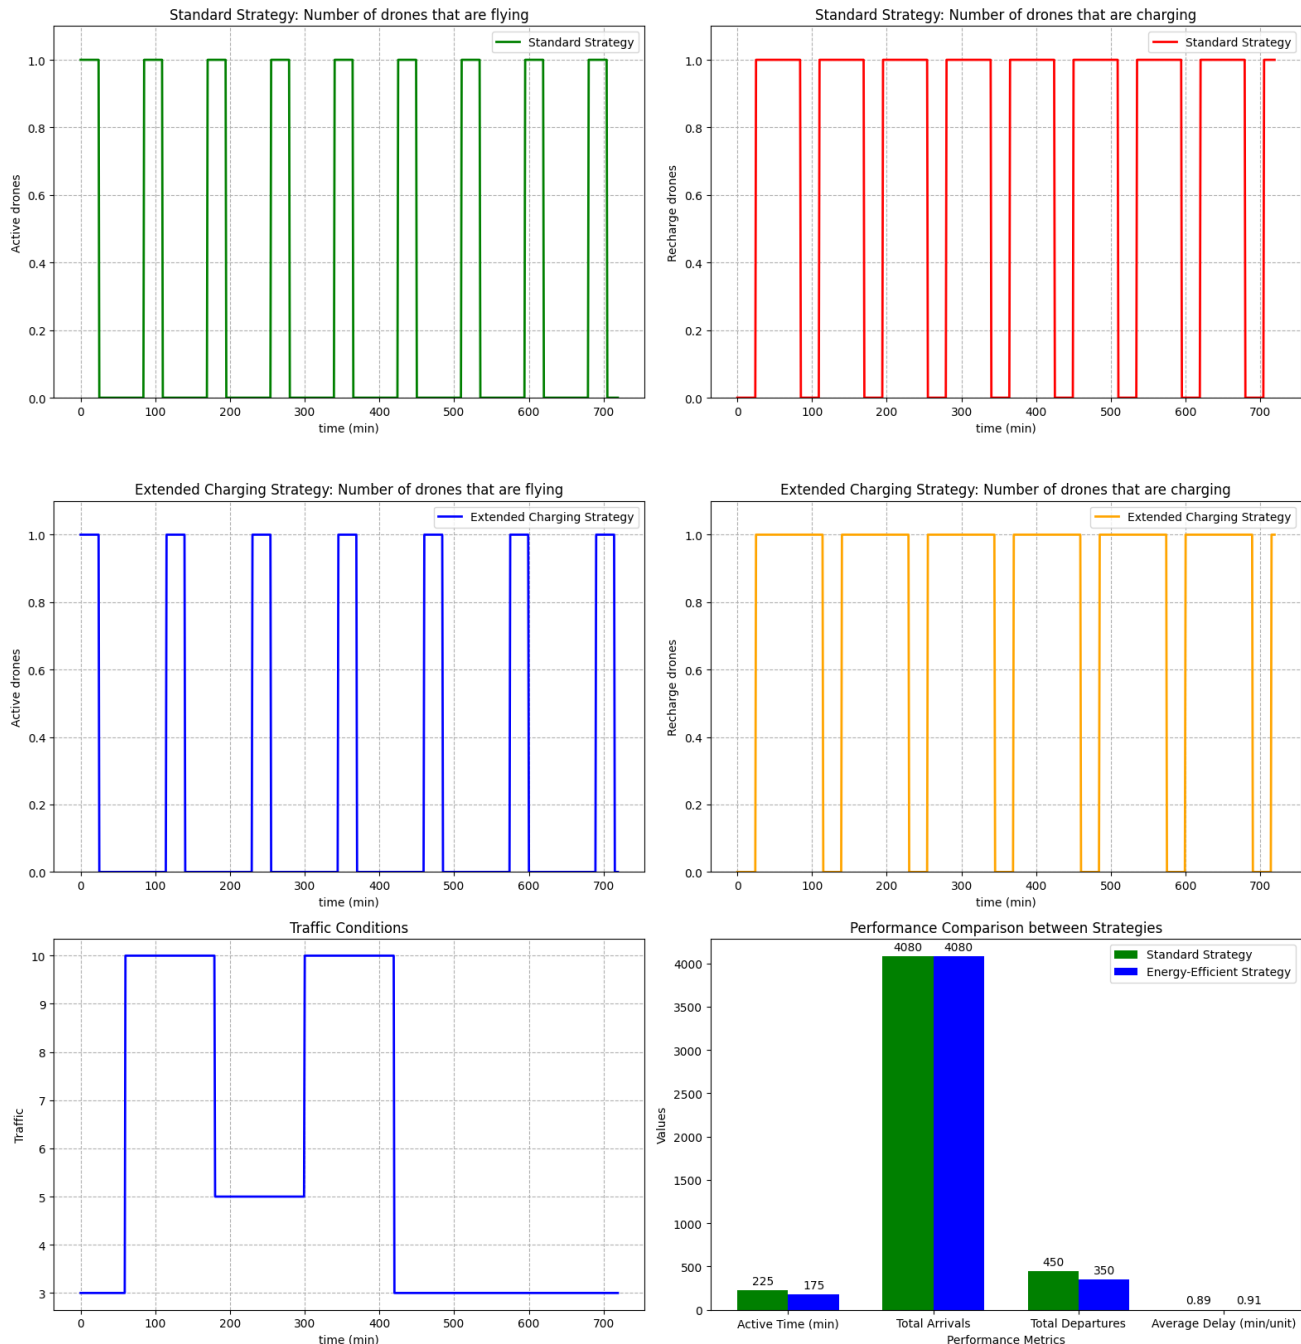 Standard Strategy: Number of drones that are flying
Standard Strategy
Active drones
1.0
0.8
0.6
0.4
0.2
0.0
0 100 200 300 400 500 600 700
time (min)
Standard Strategy: Number of drones that are charging
Standard Strategy
Recharge drones
1.0
0.8
0.6
0.4
0.2
0.0
0 100 200 300 400 500 600 700
time (min)
Extended Charging Strategy: Number of drones that are flying
Extended Charging Strategy
Active drones
1.0
0.8
0.6
0.4
0.2
0.0
0 100 200 300 400 500 600 700
time (min)
Extended Charging Strategy: Number of drones that are charging
Extended Charging Strategy
Recharge drones
1.0
0.8
0.6
0.4
0.2
0.0
0 100 200 300 400 500 600 700
time (min)
Traffic Conditions
Traffic
10
9
8
7
6
5
4
3
0 100 200 300 400 500 600 700
time (min)
Performance Comparison between Strategies
Standard Strategy
Energy-Efficient Strategy
Values
4000
3500
3000
2500
2000
1500
1000
500
0
225 175
4080 4080
450 350
0.89 0.91
Active Time (min) Total Arrivals Total Departures Average Delay (min/unit)
Performance Metrics